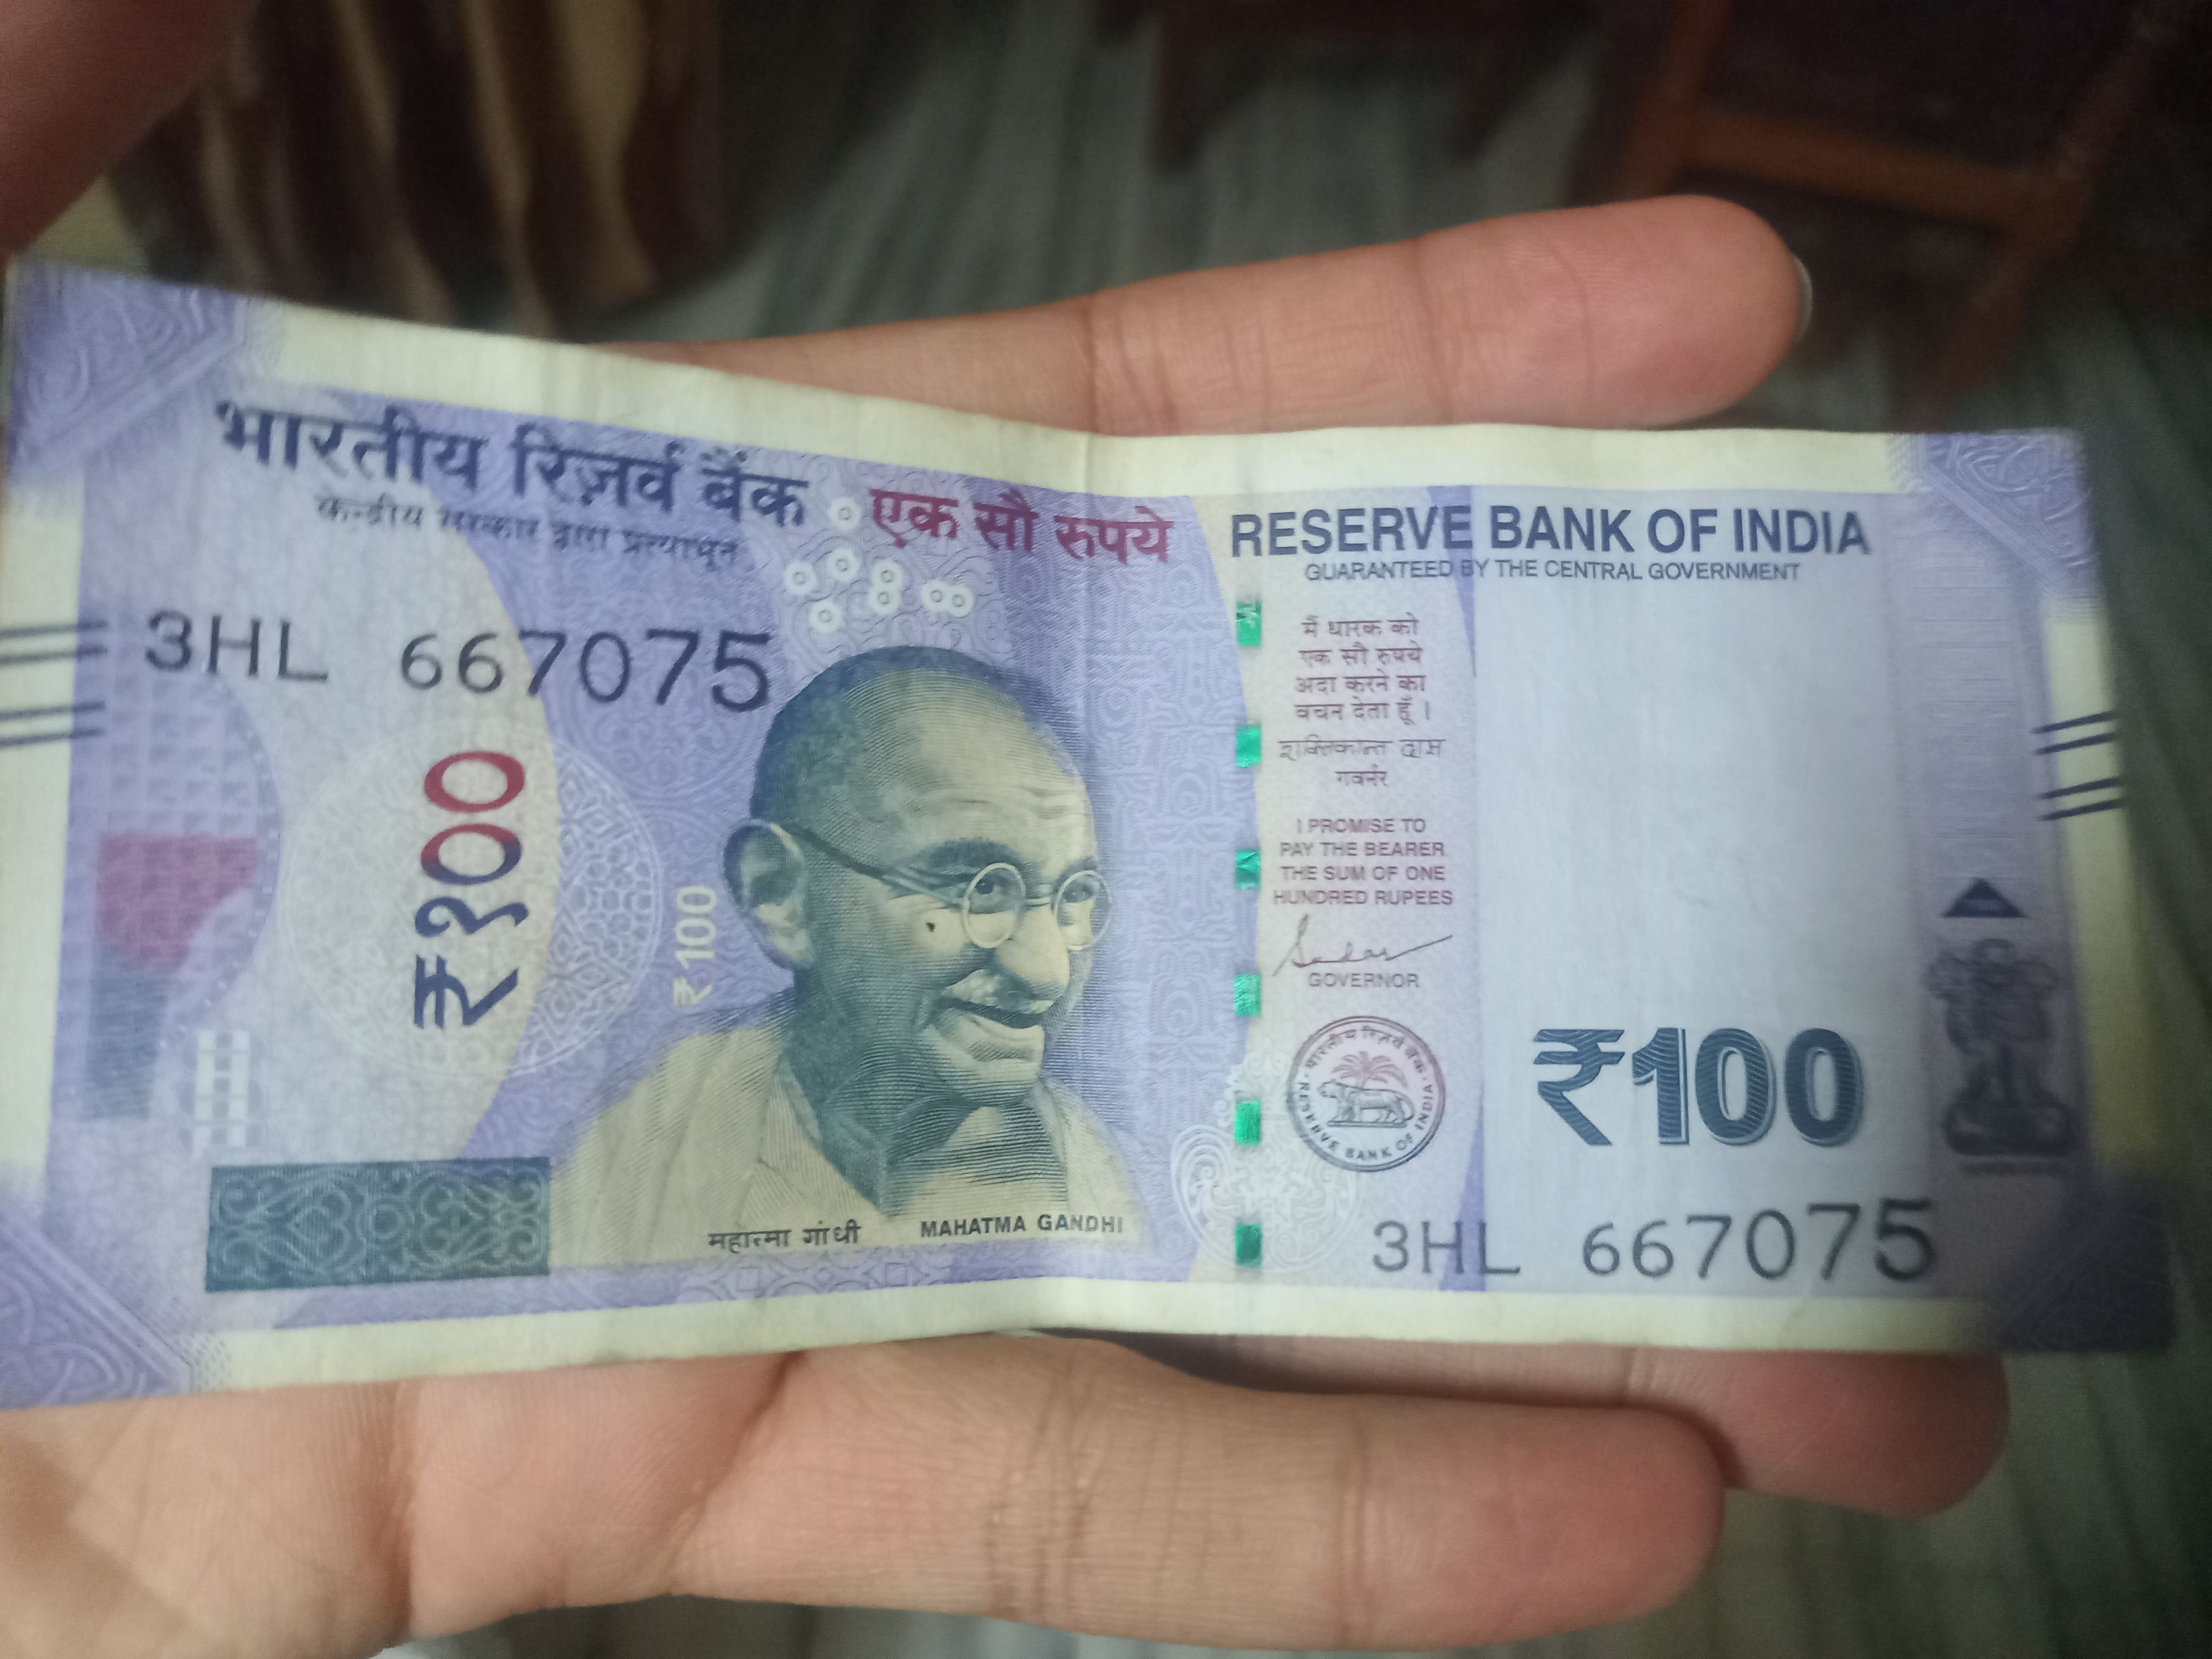 भारतीय रिज़र्व बैंक
केन्द्रीय सरकार द्वारा प्रत्याभूत
एक सौ रुपये
3HL 667075
₹१००
₹100
महात्मा गांधी MAHATMA GANDHI
RESERVE BANK OF INDIA
GUARANTEED BY THE CENTRAL GOVERNMENT
मैं धारक को
एक सौ रुपये
अदा करने का
वचन देता हूँ ।
शक्तिकान्त दास
गवर्नर
I PROMISE TO
PAY THE BEARER
THE SUM OF ONE
HUNDRED RUPEES
GOVERNOR
भारतीय रिज़र्व बैंक
RESERVE BANK OF INDIA
₹100
3HL 667075